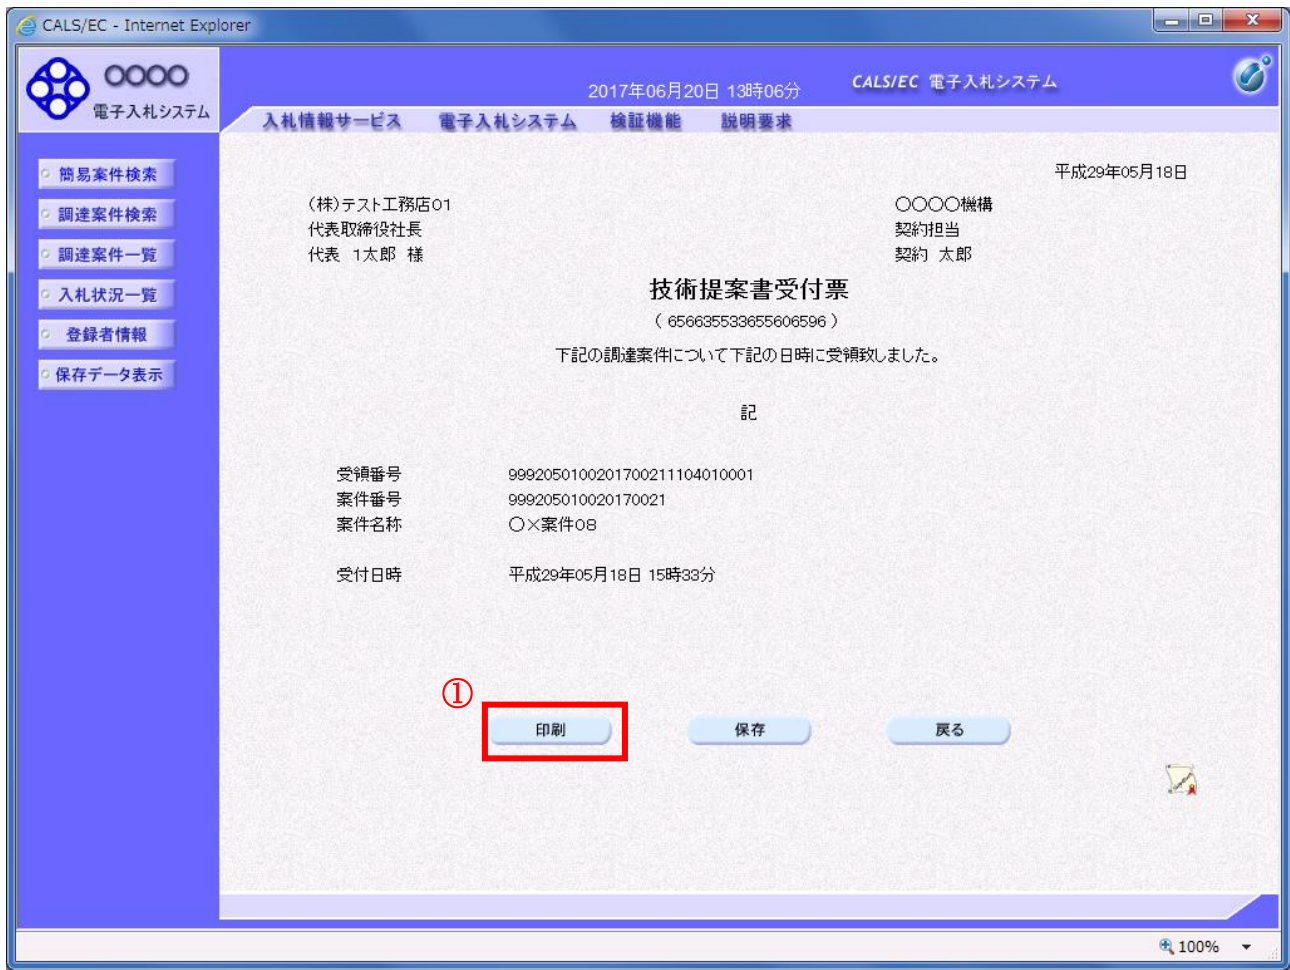 CALS/EC - Internet Explorer
〇〇〇〇
電子入札システム
2017年06月20日 13時06分
CALS/EC 電子入札システム
入札情報サービス 電子入札システム 検証機能 説明要求
簡易案件検索
調達案件検索
調達案件一覧
入札状況一覧
登録者情報
保存データ表示
平成29年05月18日
(株)テスト工務店01
代表取締役社長
代表 1太郎 様
〇〇〇〇機構
契約担当
契約 太郎
技術提案書受付票
( 656635533655606596 )
下記の調達案件について下記の日時に受領致しました。
記
受領番号 9992050100201700211104010001
案件番号 999205010020170021
案件名称 〇×案件08
受付日時 平成29年05月18日 15時33分
①
印刷 保存 戻る
100%